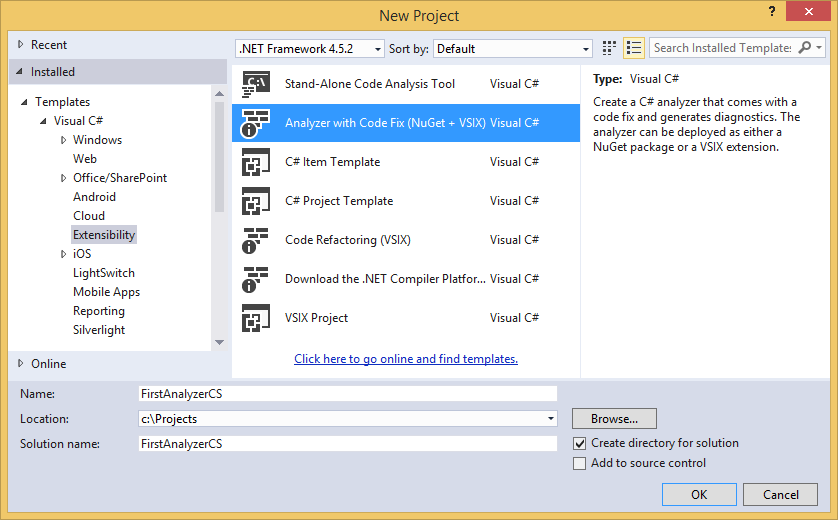 New Project
?
Recent
Installed
Templates
Visual C#
Windows
Web
Office/SharePoint
Android
Cloud
Extensibility
iOS
LightSwitch
Mobile Apps
Reporting
Silverlight
Online
.NET Framework 4.5.2
Sort by: Default
Search Installed Templates
C:\
Stand-Alone Code Analysis Tool Visual C#
Analyzer with Code Fix (NuGet + VSIX) Visual C#
C# Item Template Visual C#
C# Project Template Visual C#
Code Refactoring (VSIX) Visual C#
Download the .NET Compiler Platfor... Visual C#
VSIX Project Visual C#
Click here to go online and find templates.
Type: Visual C#
Create a C# analyzer that comes with a
code fix and generates diagnostics. The
analyzer can be deployed as either a
NuGet package or a VSIX extension.
Name: FirstAnalyzerCS
Location: c:\Projects
Browse...
Solution name: FirstAnalyzerCS
Create directory for solution
Add to source control
OK
Cancel